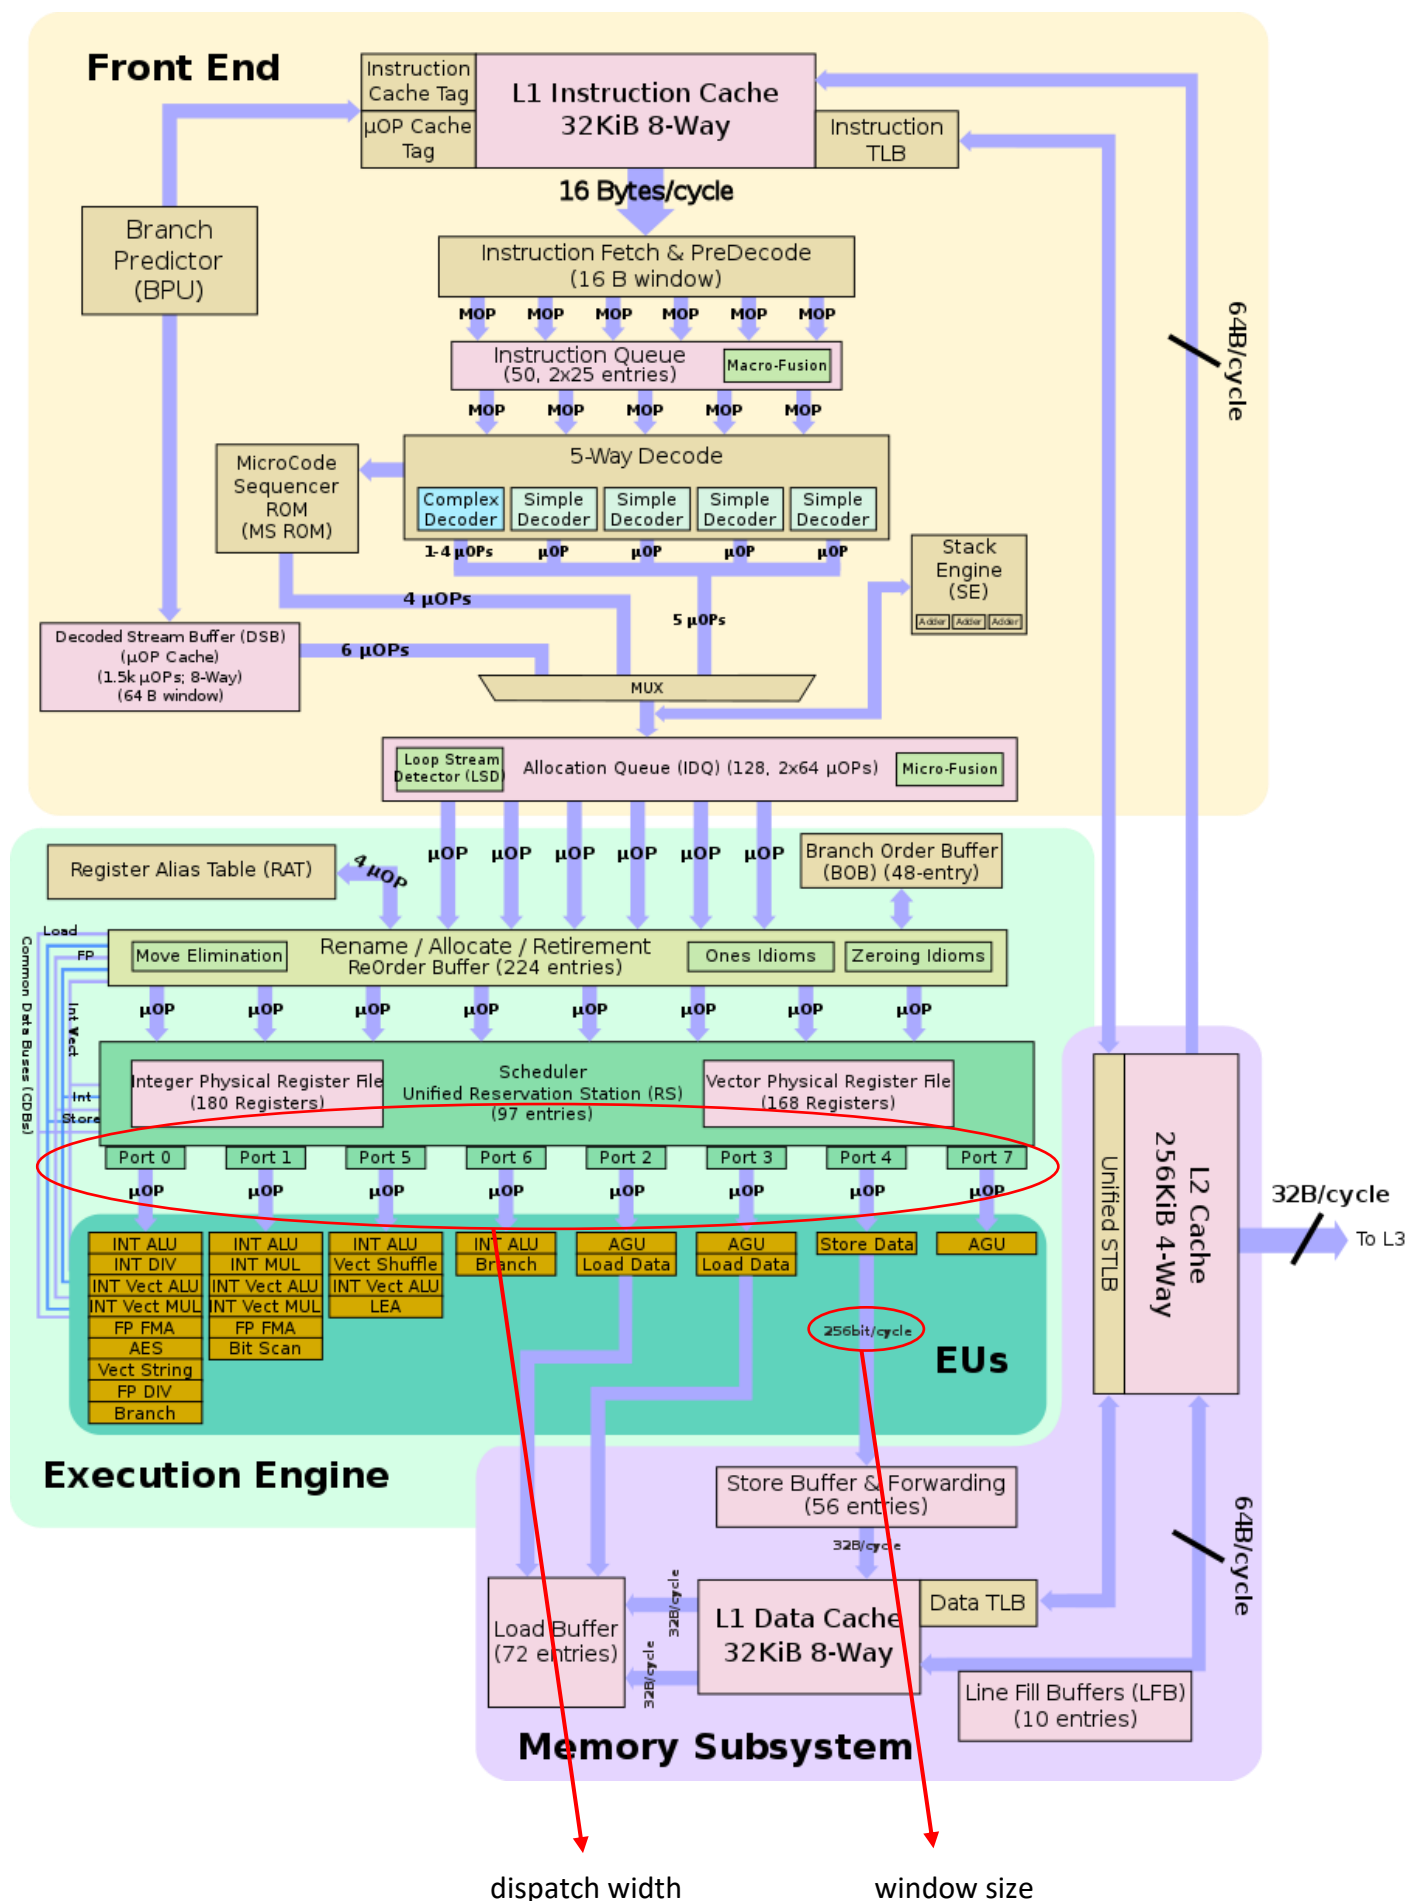 Front End
Instruction
Cache Tag
µOP Cache
Tag
L1 Instruction Cache
32KiB 8-Way
Instruction
TLB
16 Bytes/cycle
Branch
Predictor
(BPU)
Instruction Fetch & PreDecode
(16 B window)
MOP MOP MOP MOP MOP MOP
Instruction Queue
(50, 2x25 entries)
Macro-Fusion
MOP MOP MOP MOP MOP
64B/cycle
5-Way Decode
MicroCode
Sequencer
ROM
(MS ROM)
Complex
Decoder
Simple
Decoder
Simple
Decoder
Simple
Decoder
Simple
Decoder
1-4 µOPs µOP µOP µOP µOP
Stack
Engine
(SE)
Adder Adder Adder
4 µOPs
5 µOPs
Decoded Stream Buffer (DSB)
(µOP Cache)
(1.5k µOPs; 8-Way)
(64 B window)
6 µOPs
MUX
Loop Stream
Detector (LSD)
Allocation Queue (IDQ) (128, 2x64 µOPs)
Micro-Fusion
µOP µOP µOP µOP µOP µOP
Register Alias Table (RAT)
4 µOP
Branch Order Buffer
(BOB) (48-entry)
Common Data Buses (CDBs)
Load
FP
Int Vect
Int
Store
Move Elimination
Rename / Allocate / Retirement
ReOrder Buffer (224 entries)
Ones Idioms
Zeroing Idioms
µOP µOP µOP µOP µOP µOP µOP µOP
Integer Physical Register File
(180 Registers)
Scheduler
Unified Reservation Station (RS)
(97 entries)
Vector Physical Register File
(168 Registers)
Port 0 Port 1 Port 5 Port 6 Port 2 Port 3 Port 4 Port 7
µOP µOP µOP µOP µOP µOP µOP µOP
INT ALU
INT DIV
INT Vect ALU
INT Vect MUL
FP FMA
AES
Vect String
FP DIV
Branch
INT ALU
INT MUL
INT Vect ALU
INT Vect MUL
FP FMA
Bit Scan
INT ALU
Vect Shuffle
INT Vect ALU
LEA
INT ALU
Branch
AGU
Load Data
AGU
Load Data
Store Data
AGU
256bit/cycle
EUs
Execution Engine
Unified STLB
L2 Cache
256KiB 4-Way
32B/cycle
To L3
64B/cycle
Store Buffer & Forwarding
(56 entries)
32B/cycle
Load Buffer
(72 entries)
32B/cycle
32B/cycle
L1 Data Cache
32KiB 8-Way
Data TLB
Line Fill Buffers (LFB)
(10 entries)
Memory Subsystem
dispatch width
window size